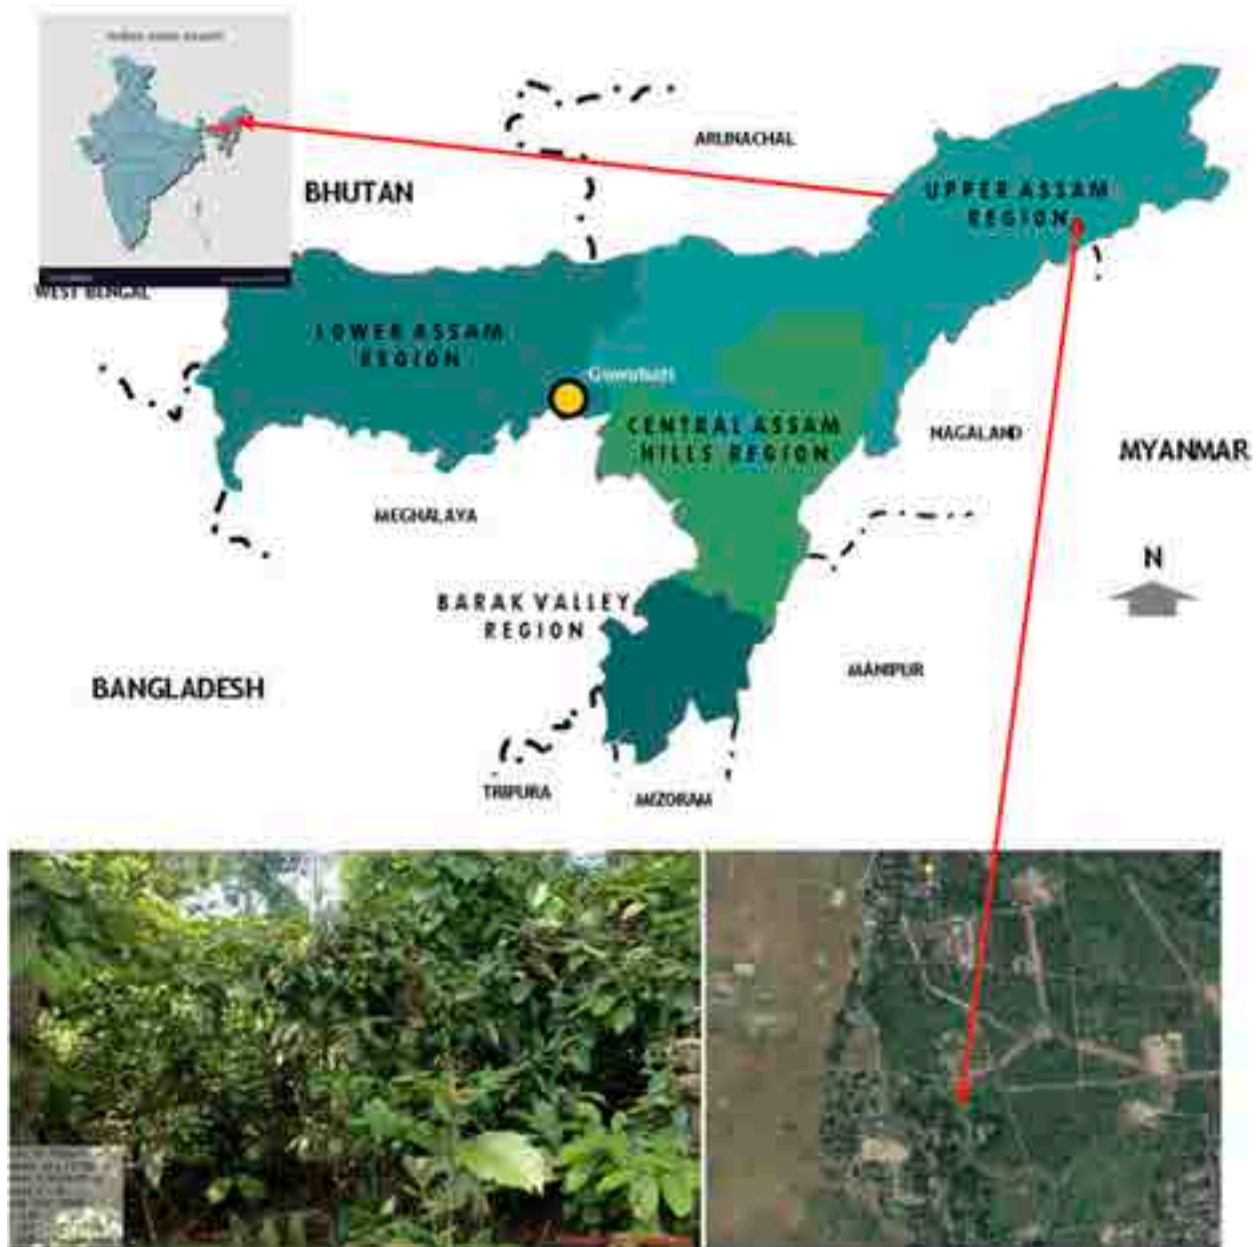 ARUNACHAL
BHUTAN
UPPER ASSAM
REGION
WEST BENGAL
LOWER ASSAM
REGION
Guwahati
CENTRAL ASSAM
HILLS REGION
NAGALAND
MYANMAR
MEGHALAYA
N
BARAK VALLEY
REGION
MANIPUR
BANGLADESH
TRIPURA
MIZORAM